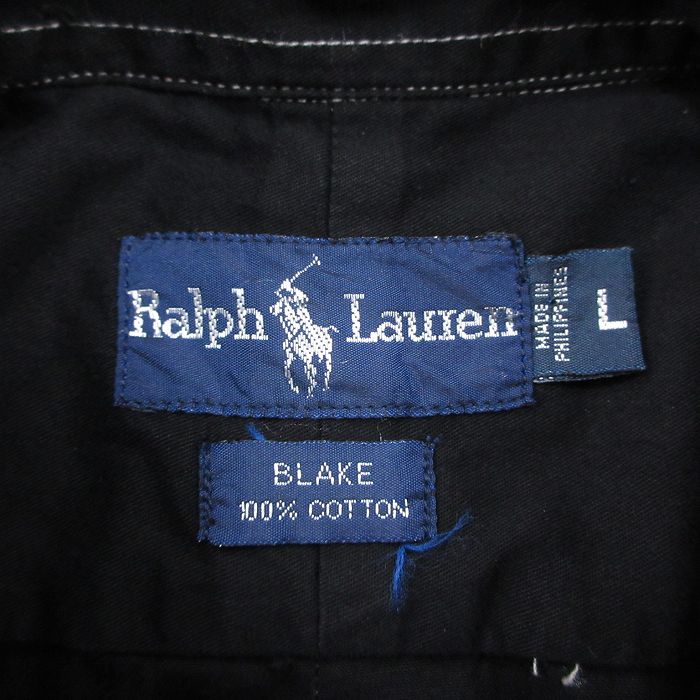 Ralph Lauren
MADE IN
PHILIPPINES
L
BLAKE
100% COTTON